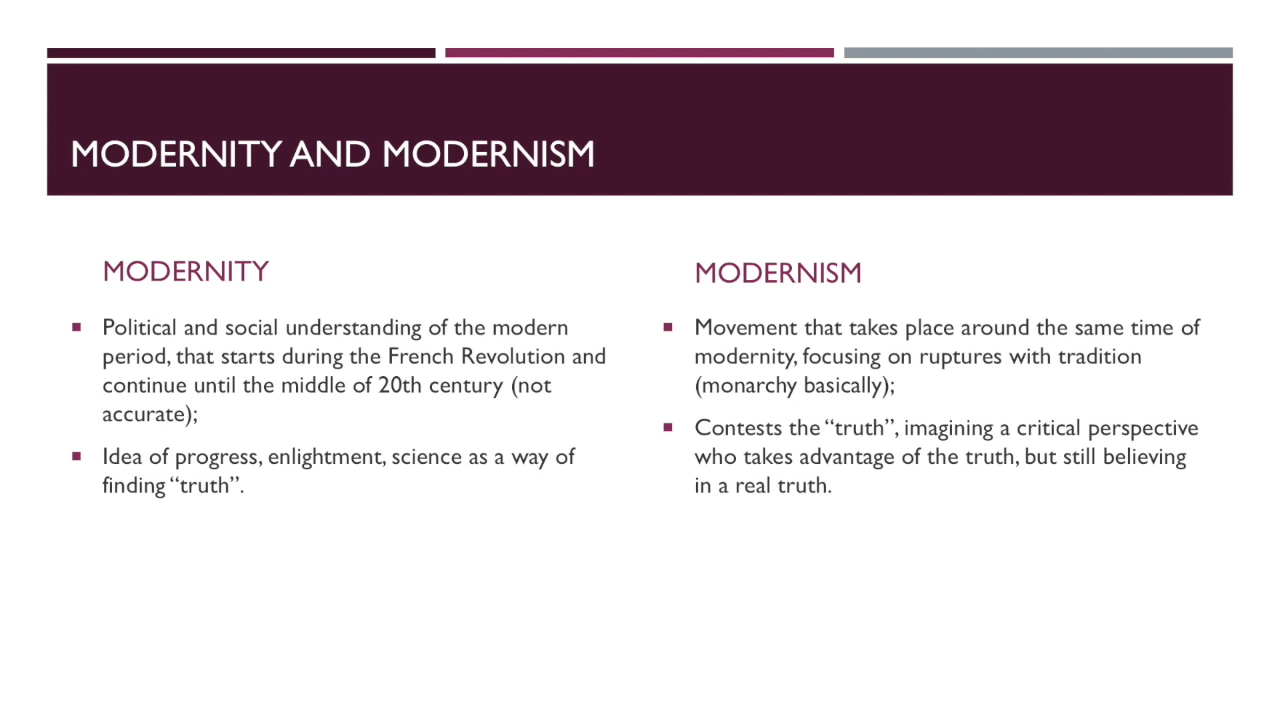 MODERNITY AND MODERNISM
MODERNITY
▪ Political and social understanding of the modern
period, that starts during the French Revolution and
continue until the middle of 20th century (not
accurate);
▪ Idea of progress, enlightment, science as a way of
finding “truth”.
MODERNISM
▪ Movement that takes place around the same time of
modernity, focusing on ruptures with tradition
(monarchy basically);
▪ Contests the “truth”, imagining a critical perspective
who takes advantage of the truth, but still believing
in a real truth.